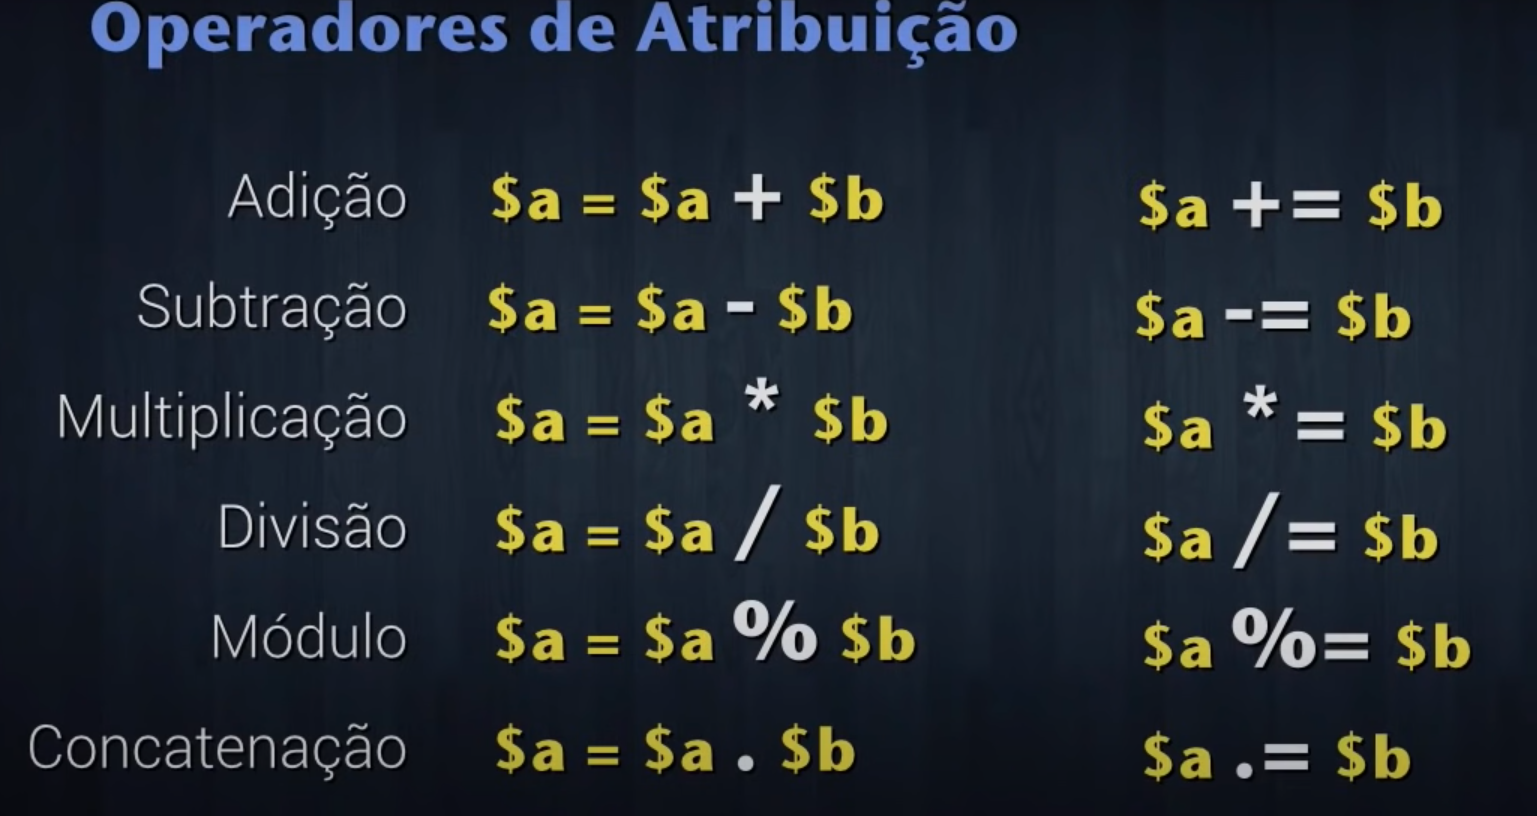 Operadores de Atribuição
Adição $a = $a + $b $a += $b
Subtração $a = $a - $b $a -= $b
Multiplicação $a = $a * $b $a *= $b
Divisão $a = $a / $b $a /= $b
Módulo $a = $a % $b $a %= $b
Concatenação $a = $a . $b $a .= $b